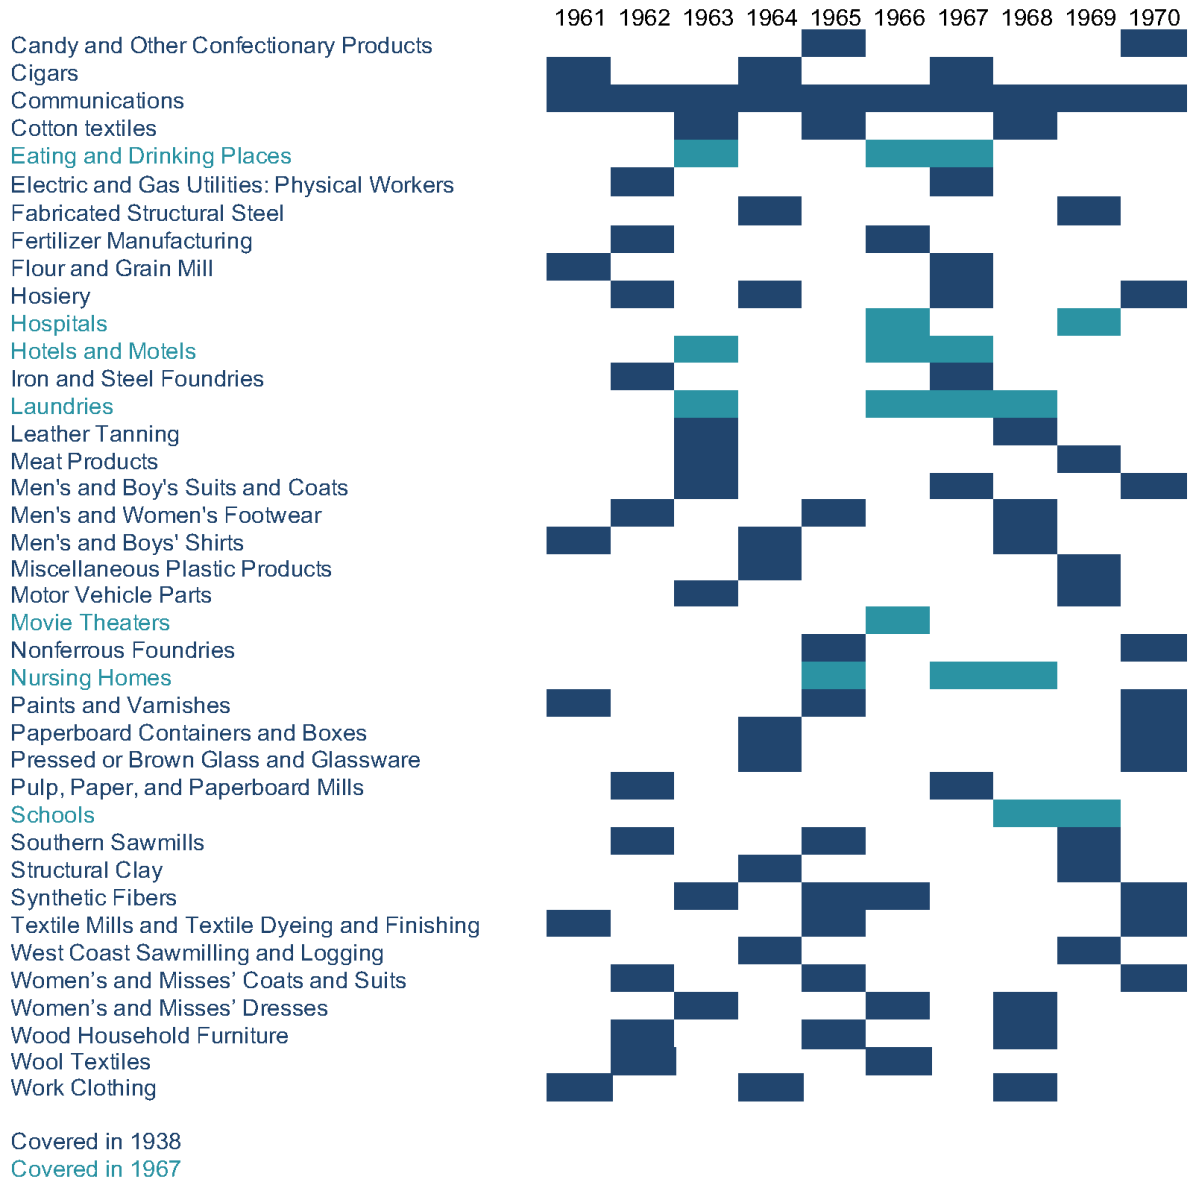 1961 1962 1963 1964 1965 1966 1967 1968 1969 1970
Candy and Other Confectionary Products
Cigars
Communications
Cotton textiles
Eating and Drinking Places
Electric and Gas Utilities: Physical Workers
Fabricated Structural Steel
Fertilizer Manufacturing
Flour and Grain Mill
Hosiery
Hospitals
Hotels and Motels
Iron and Steel Foundries
Laundries
Leather Tanning
Meat Products
Men's and Boy's Suits and Coats
Men's and Women's Footwear
Men's and Boys' Shirts
Miscellaneous Plastic Products
Motor Vehicle Parts
Movie Theaters
Nonferrous Foundries
Nursing Homes
Paints and Varnishes
Paperboard Containers and Boxes
Pressed or Brown Glass and Glassware
Pulp, Paper, and Paperboard Mills
Schools
Southern Sawmills
Structural Clay
Synthetic Fibers
Textile Mills and Textile Dyeing and Finishing
West Coast Sawmilling and Logging
Women’s and Misses’ Coats and Suits
Women’s and Misses’ Dresses
Wood Household Furniture
Wool Textiles
Work Clothing
Covered in 1938
Covered in 1967